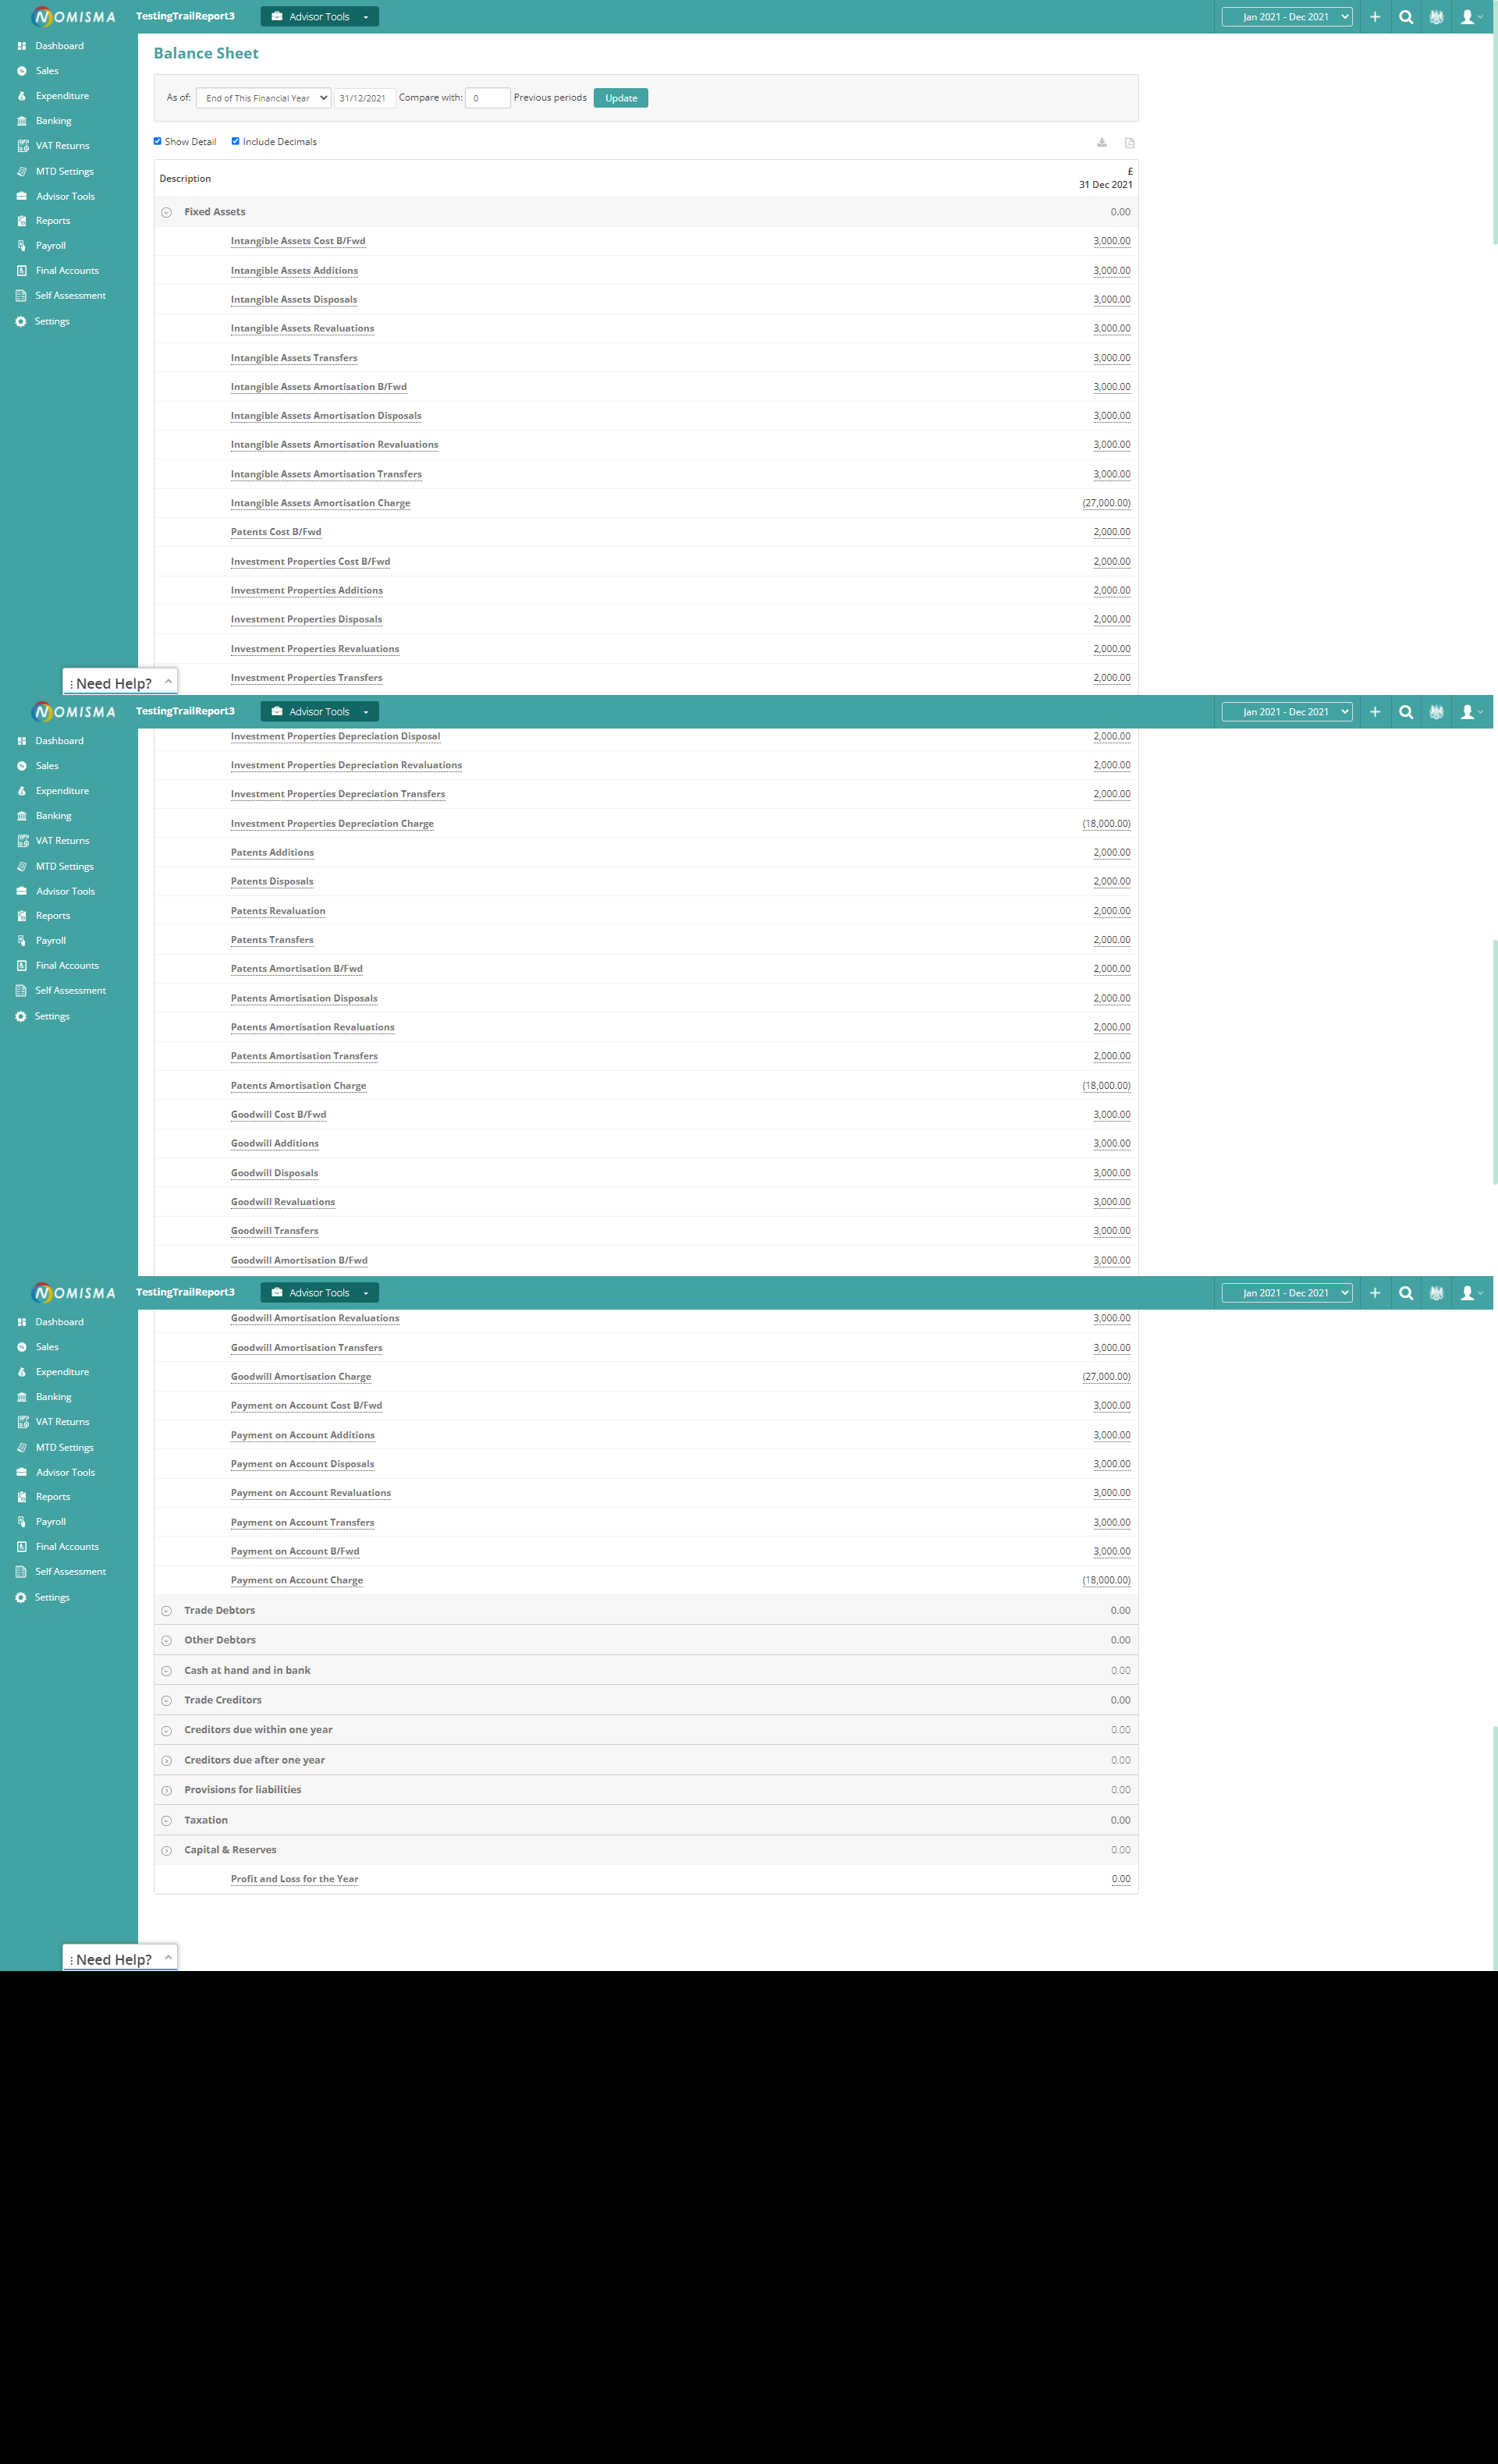 NOMISMA TestingTrailReport3 Advisor Tools Jan 2021 - Dec 2021
Dashboard
Sales
Expenditure
Banking
VAT Returns
MTD Settings
Advisor Tools
Reports
Payroll
Final Accounts
Self Assessment
Settings
Balance Sheet
As of: End of This Financial Year 31/12/2021 Compare with: 0 Previous periods Update
Show Detail Include Decimals
£
Description 31 Dec 2021
Fixed Assets 0.00
Intangible Assets Cost B/Fwd 3,000.00
Intangible Assets Additions 3,000.00
Intangible Assets Disposals 3,000.00
Intangible Assets Revaluations 3,000.00
Intangible Assets Transfers 3,000.00
Intangible Assets Amortisation B/Fwd 3,000.00
Intangible Assets Amortisation Disposals 3,000.00
Intangible Assets Amortisation Revaluations 3,000.00
Intangible Assets Amortisation Transfers 3,000.00
Intangible Assets Amortisation Charge (27,000.00)
Patents Cost B/Fwd 2,000.00
Investment Properties Cost B/Fwd 2,000.00
Investment Properties Additions 2,000.00
Investment Properties Disposals 2,000.00
Investment Properties Revaluations 2,000.00
Investment Properties Transfers 2,000.00
Need Help?
NOMISMA TestingTrailReport3 Advisor Tools Jan 2021 - Dec 2021
Dashboard
Sales
Expenditure
Banking
VAT Returns
MTD Settings
Advisor Tools
Reports
Payroll
Final Accounts
Self Assessment
Settings
Investment Properties Depreciation Disposal 2,000.00
Investment Properties Depreciation Revaluations 2,000.00
Investment Properties Depreciation Transfers 2,000.00
Investment Properties Depreciation Charge (18,000.00)
Patents Additions 2,000.00
Patents Disposals 2,000.00
Patents Revaluation 2,000.00
Patents Transfers 2,000.00
Patents Amortisation B/Fwd 2,000.00
Patents Amortisation Disposals 2,000.00
Patents Amortisation Revaluations 2,000.00
Patents Amortisation Transfers 2,000.00
Patents Amortisation Charge (18,000.00)
Goodwill Cost B/Fwd 3,000.00
Goodwill Additions 3,000.00
Goodwill Disposals 3,000.00
Goodwill Revaluations 3,000.00
Goodwill Transfers 3,000.00
Goodwill Amortisation B/Fwd 3,000.00
NOMISMA TestingTrailReport3 Advisor Tools Jan 2021 - Dec 2021
Dashboard
Sales
Expenditure
Banking
VAT Returns
MTD Settings
Advisor Tools
Reports
Payroll
Final Accounts
Self Assessment
Settings
Goodwill Amortisation Revaluations 3,000.00
Goodwill Amortisation Transfers 3,000.00
Goodwill Amortisation Charge (27,000.00)
Payment on Account Cost B/Fwd 3,000.00
Payment on Account Additions 3,000.00
Payment on Account Disposals 3,000.00
Payment on Account Revaluations 3,000.00
Payment on Account Transfers 3,000.00
Payment on Account B/Fwd 3,000.00
Payment on Account Charge (18,000.00)
Trade Debtors 0.00
Other Debtors 0.00
Cash at hand and in bank 0.00
Trade Creditors 0.00
Creditors due within one year 0.00
Creditors due after one year 0.00
Provisions for liabilities 0.00
Taxation 0.00
Capital & Reserves 0.00
Profit and Loss for the Year 0.00
Need Help?